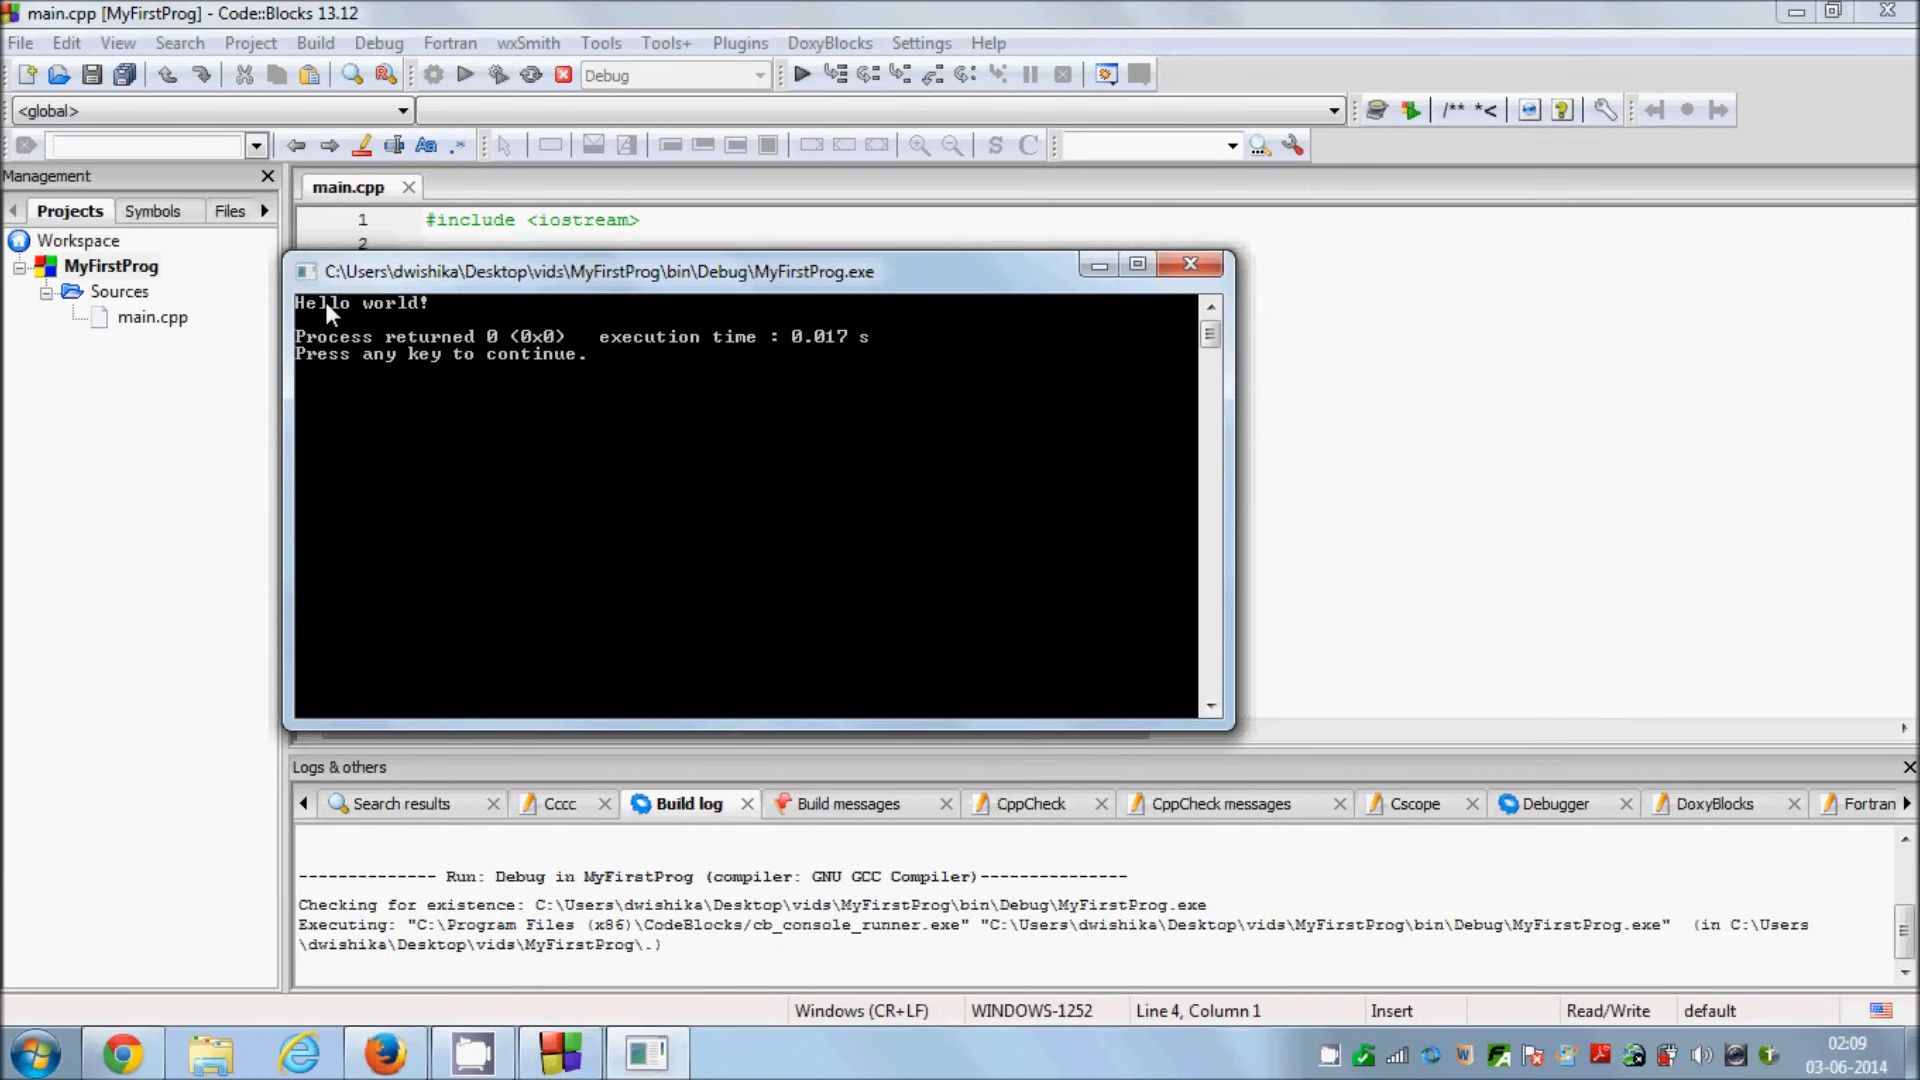 main.cpp [MyFirstProg] - Code::Blocks 13.12
File Edit View Search Project Build Debug Fortran wxSmith Tools Tools+ Plugins DoxyBlocks Settings Help
Debug
<global>
/** *<
S C
Management
main.cpp
Projects Symbols Files
1 #include <iostream>
2
Workspace
MyFirstProg
Sources
main.cpp
C:\Users\dwishika\Desktop\vids\MyFirstProg\bin\Debug\MyFirstProg.exe
Hello world!
Process returned 0 (0x0)   execution time : 0.017 s
Press any key to continue.
Logs & others
Search results Cccc Build log Build messages CppCheck CppCheck messages Cscope Debugger DoxyBlocks Fortran
-------------- Run: Debug in MyFirstProg (compiler: GNU GCC Compiler)---------------
Checking for existence: C:\Users\dwishika\Desktop\vids\MyFirstProg\bin\Debug\MyFirstProg.exe
Executing: "C:\Program Files (x86)\CodeBlocks/cb_console_runner.exe" "C:\Users\dwishika\Desktop\vids\MyFirstProg\bin\Debug\MyFirstProg.exe"  (in C:\Users
\dwishika\Desktop\vids\MyFirstProg\.)
Windows (CR+LF) WINDOWS-1252 Line 4, Column 1 Insert Read/Write default
02:09
03-06-2014